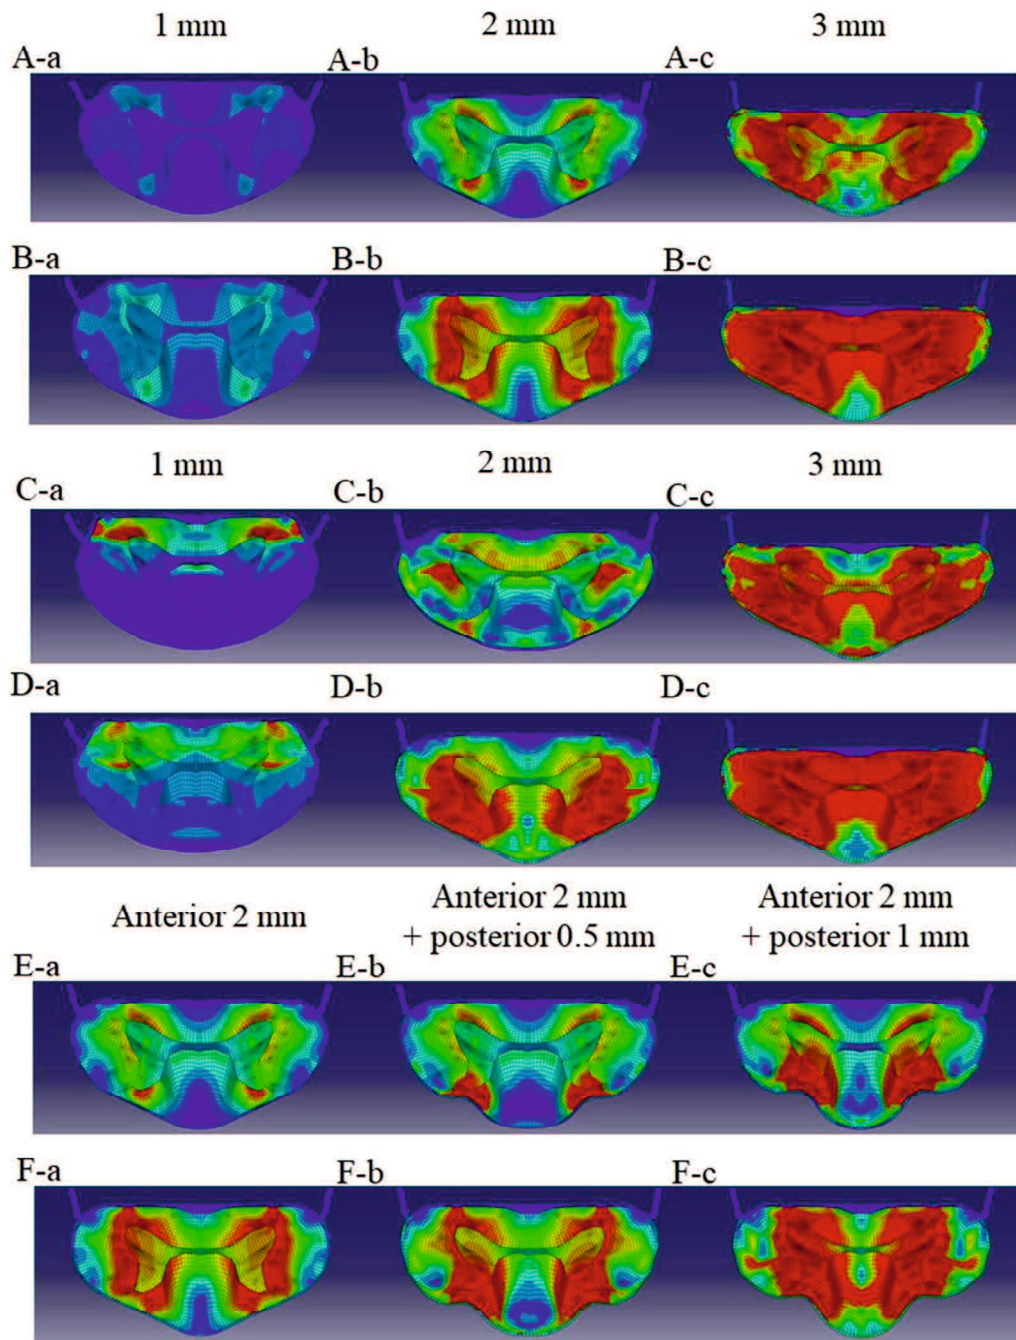 1 mm 2 mm 3 mm
A-a A-b A-c
B-a B-b B-c
1 mm 2 mm 3 mm
C-a C-b C-c
D-a D-b D-c
Anterior 2 mm Anterior 2 mm Anterior 2 mm
+ posterior 0.5 mm + posterior 1 mm
E-a E-b E-c
F-a F-b F-c